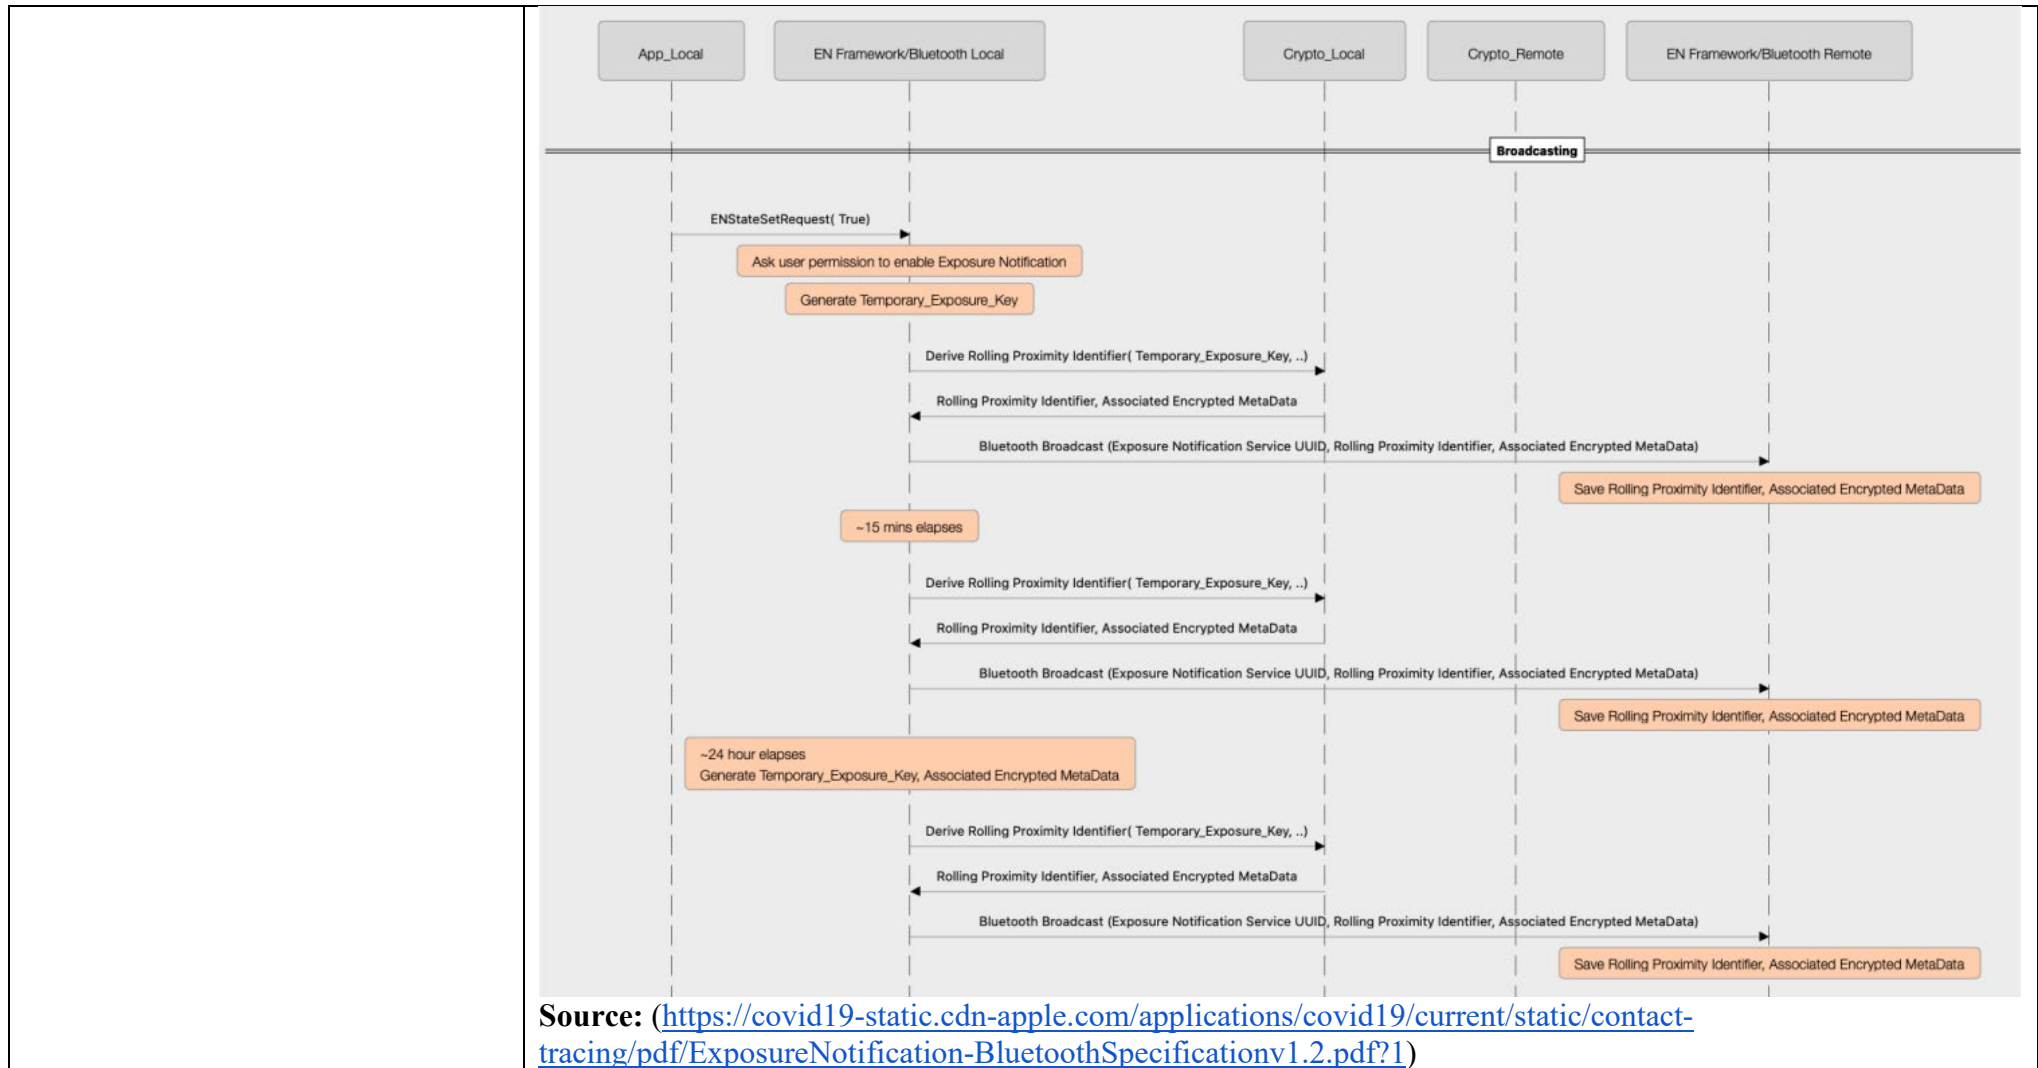 App_Local
EN Framework/Bluetooth Local
Crypto_Local
Crypto_Remote
EN Framework/Bluetooth Remote
Broadcasting
ENStateSetRequest( True)
Ask user permission to enable Exposure Notification
Generate Temporary_Exposure_Key
Derive Rolling Proximity Identifier( Temporary_Exposure_Key, ..)
Rolling Proximity Identifier, Associated Encrypted MetaData
Bluetooth Broadcast (Exposure Notification Service UUID, Rolling Proximity Identifier, Associated Encrypted MetaData)
Save Rolling Proximity Identifier, Associated Encrypted MetaData
~15 mins elapses
Derive Rolling Proximity Identifier( Temporary_Exposure_Key, ..)
Rolling Proximity Identifier, Associated Encrypted MetaData
Bluetooth Broadcast (Exposure Notification Service UUID, Rolling Proximity Identifier, Associated Encrypted MetaData)
Save Rolling Proximity Identifier, Associated Encrypted MetaData
~24 hour elapses
Generate Temporary_Exposure_Key, Associated Encrypted MetaData
Derive Rolling Proximity Identifier( Temporary_Exposure_Key, ..)
Rolling Proximity Identifier, Associated Encrypted MetaData
Bluetooth Broadcast (Exposure Notification Service UUID, Rolling Proximity Identifier, Associated Encrypted MetaData)
Save Rolling Proximity Identifier, Associated Encrypted MetaData
Source: (https://covid19-static.cdn-apple.com/applications/covid19/current/static/contact-
tracing/pdf/ExposureNotification-BluetoothSpecificationv1.2.pdf?1)